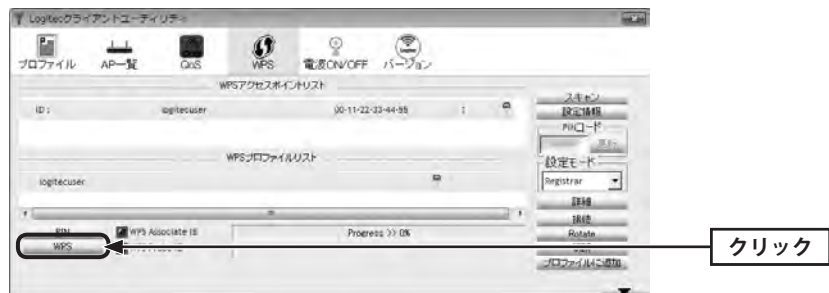 Logitecクライアントユーティリティ
プロファイル AP一覧 QoS WPS 電波ON/OFF バージョン
WPSアクセスポイントリスト
ID : logitecuser 00-11-22-33-44-55 1
スキャン
設定情報
PINコード
WPSプロファイルリスト
設定モード
logitecuser
Registrar
詳細
接続
PIN WPS Associate IE Progress >> 0%
Rotate
WPS
プロファイルに追加
クリック